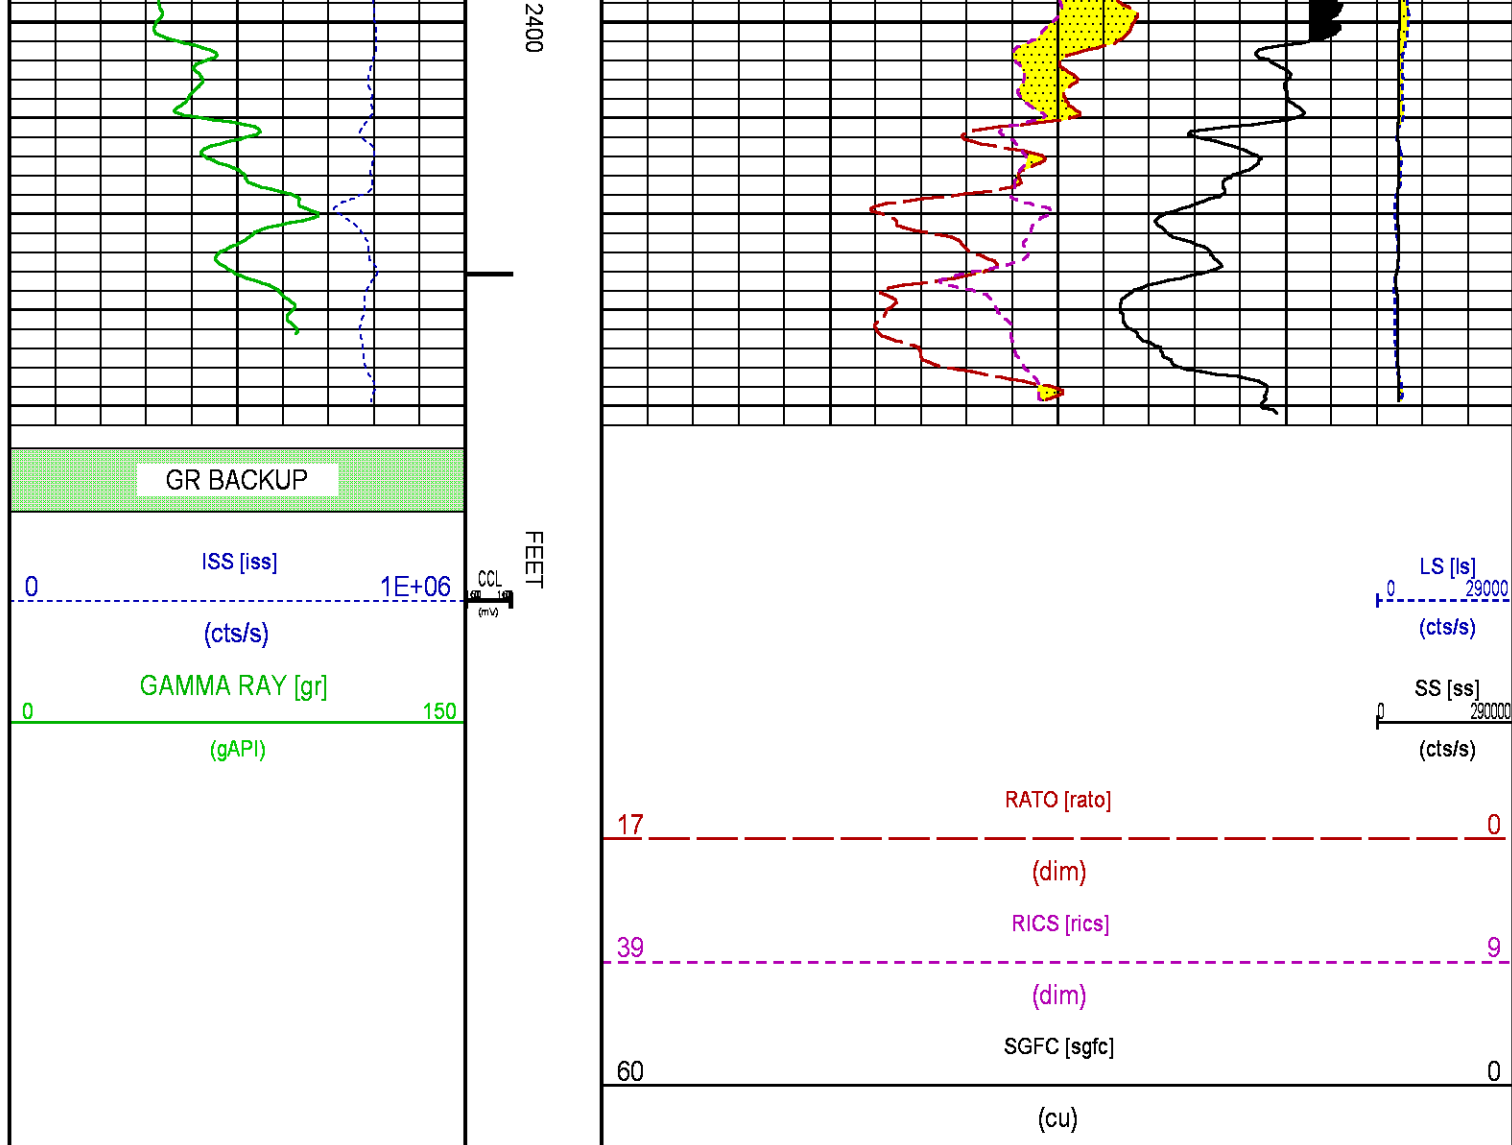 2400
GR BACKUP
FEET
ISS [iss]
0 1E+06
(cts/s)
CCL
(mV)
LS [ls]
0 29000
(cts/s)
GAMMA RAY [gr]
0 150
(gAPI)
SS [ss]
0 290000
(cts/s)
RATO [rato]
17 0
(dim)
RICS [rics]
39 9
(dim)
SGFC [sgfc]
60 0
(cu)